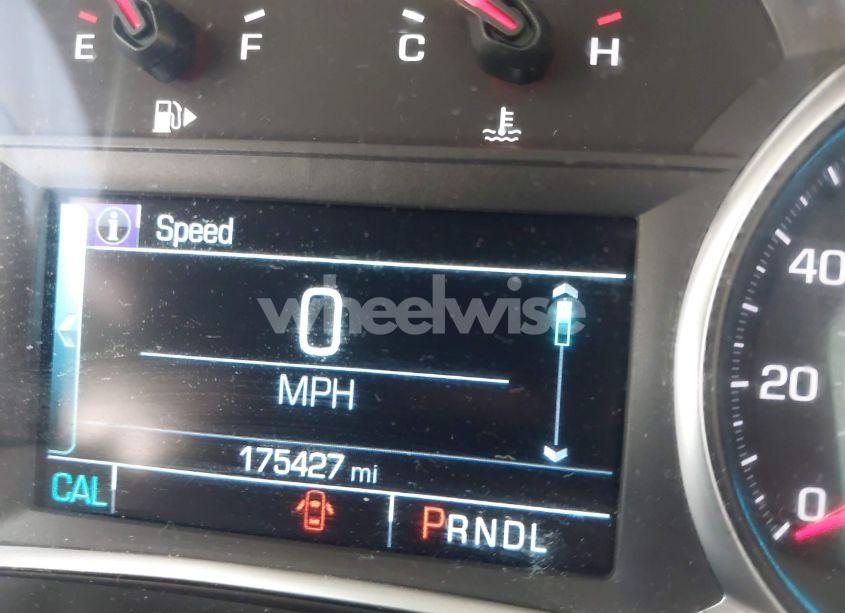 E F C H
Speed
0
MPH
175427 mi
CAL
PRNDL
40
20
0
wheelwise